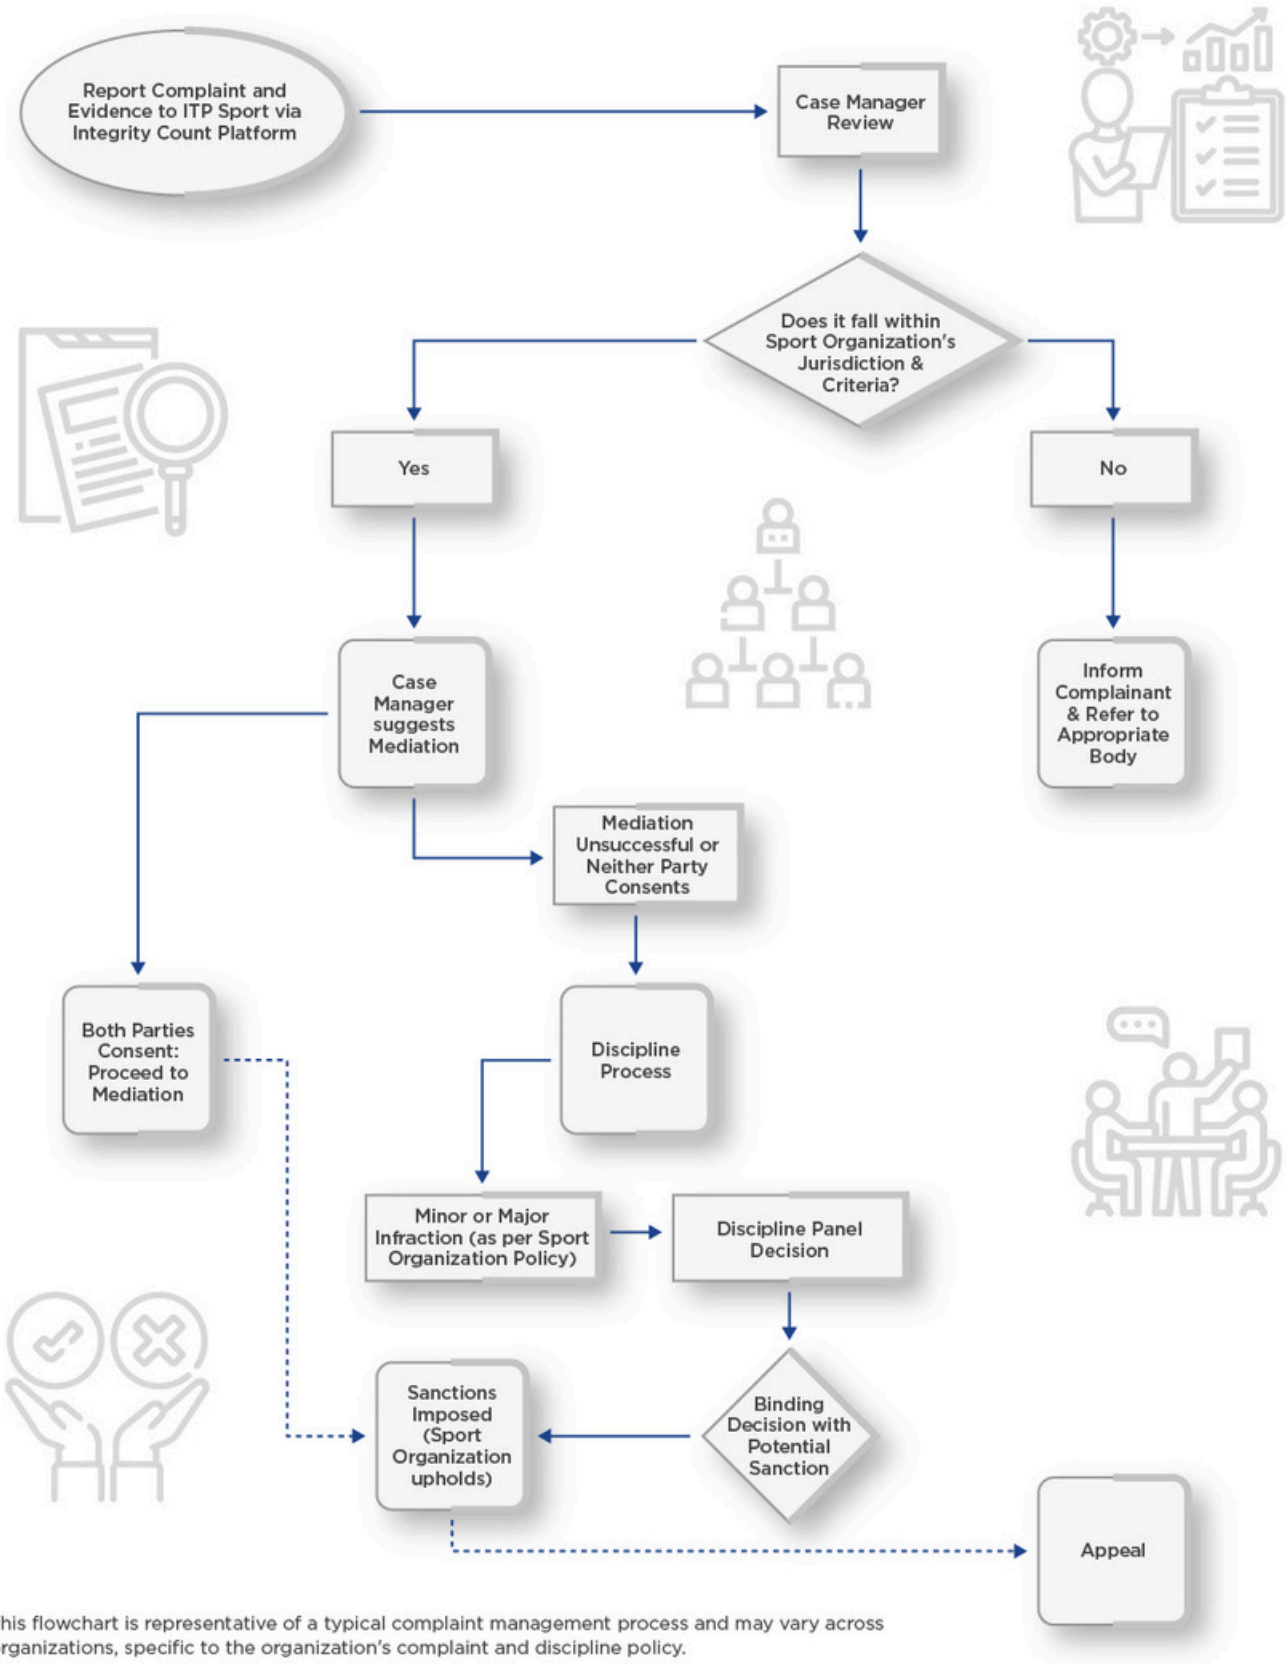 Report Complaint and
Evidence to ITP Sport via
Integrity Count Platform
Case Manager
Review
Does it fall within
Sport Organization's
Jurisdiction &
Criteria?
Yes
No
Case
Manager
suggests
Mediation
Inform
Complainant
& Refer to
Appropriate
Body
Mediation
Unsuccessful or
Neither Party
Consents
Both Parties
Consent:
Proceed to
Mediation
Discipline
Process
Minor or Major
Infraction (as per Sport
Organization Policy)
Discipline Panel
Decision
Sanctions
Imposed
(Sport
Organization
upholds)
Binding
Decision with
Potential
Sanction
Appeal
his flowchart is representative of a typical complaint management process and may vary across
rganizations, specific to the organization's complaint and discipline policy.